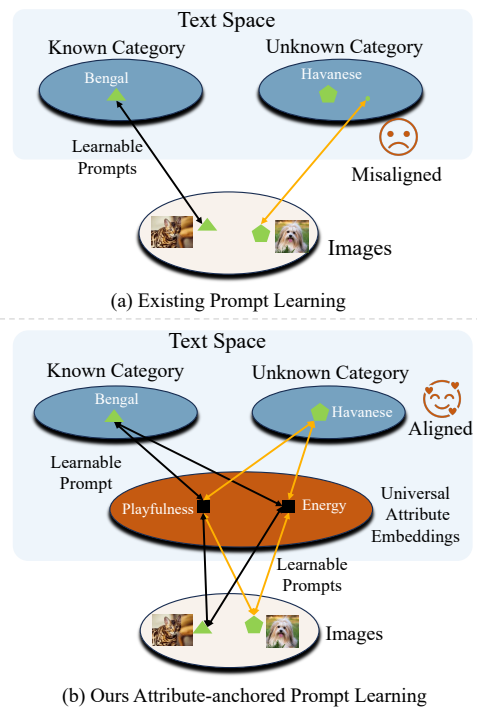 Text Space
Known Category
Unknown Category
Bengal
Havanese
Learnable
Prompts
Misaligned
Images
(a) Existing Prompt Learning
Text Space
Known Category
Unknown Category
Bengal
Havanese
Aligned
Learnable
Prompt
Playfulness
Energy
Universal
Attribute
Embeddings
Learnable
Prompts
Images
(b) Ours Attribute-anchored Prompt Learning